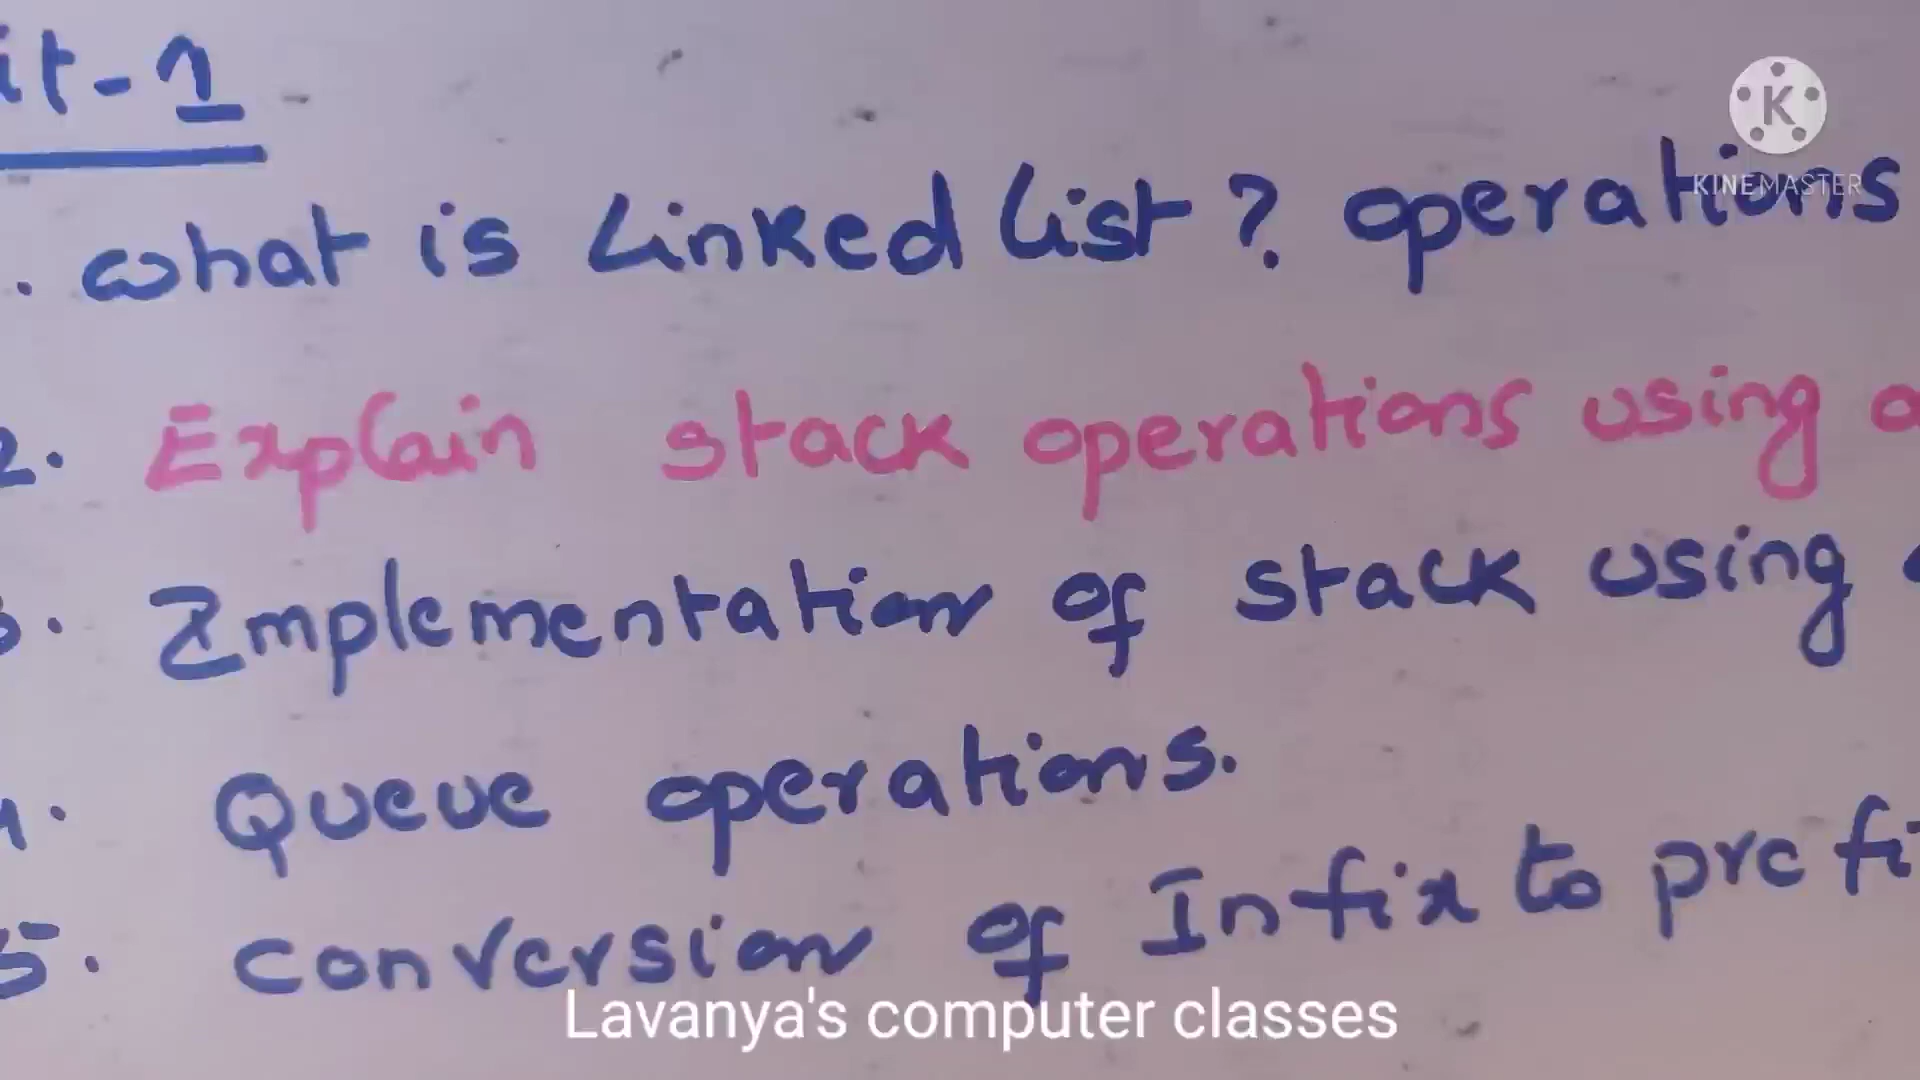 it-1
. what is Linked list? operations
2. Explain stack operations using a
3. Implementation of stack using
4. Queue operations.
5. conversion of Infix to prefi
K
KINEMASTER
Lavanya's computer classes